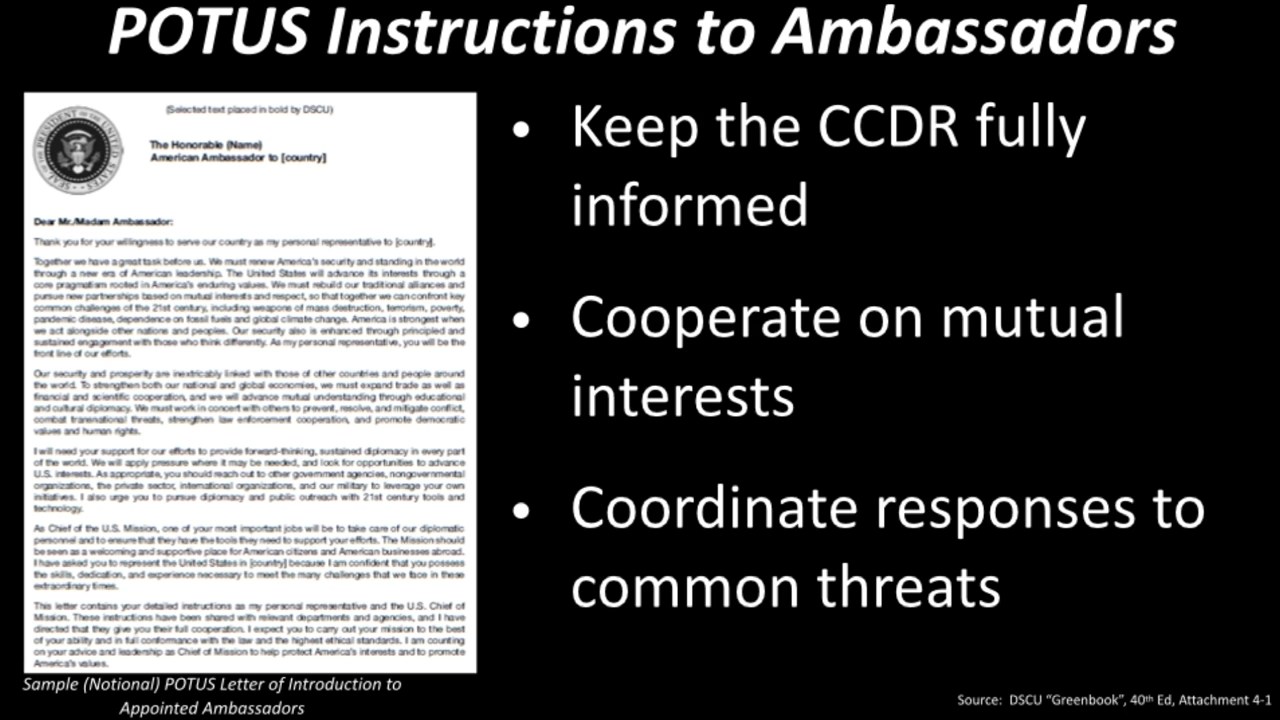 POTUS Instructions to Ambassadors
(Selected text placed in bold by DSCU)
The Honorable (Name)
American Ambassador to [country]
Dear Mr./Madam Ambassador:
Thank you for your willingness to serve our country as my personal representative to [country].
Together we have a great task before us. We must renew America's security and standing in the world
through a new era of American leadership. The United States will advance its interests through a
core pragmatism rooted in America's enduring values. We must rebuild our traditional alliances and
pursue new partnerships based on mutual interests and respect, so that together we can confront key
common challenges of the 21st century, including weapons of mass destruction, terrorism, poverty,
pandemic disease, dependence on fossil fuels and global climate change. America is strongest when
we act alongside other nations and peoples. Our security also is enhanced through principled and
sustained engagement with those who think differently. As my personal representative, you will be the
front line of our efforts.
Our security and prosperity are inextricably linked with those of other countries and people around
the world. To strengthen both our national and global economies, we must expand trade as well as
financial and scientific cooperation, and we will advance mutual understanding through educational
and cultural diplomacy. We must work in concert with others to prevent, resolve, and mitigate conflict,
combat transnational threats, strengthen law enforcement cooperation, and promote democratic
values and human rights.
I will need your support for our efforts to provide forward-thinking, sustained diplomacy in every part
of the world. We will apply pressure where it may be needed, and look for opportunities to advance
U.S. interests. As appropriate, you should reach out to other government agencies, nongovernmental
organizations, the private sector, international organizations, and our military to leverage your own
initiatives. I also urge you to pursue diplomacy and public outreach with 21st century tools and
technology.
As Chief of the U.S. Mission, one of your most important jobs will be to take care of our diplomatic
personnel and to ensure that they have the tools they need to support your efforts. The Mission should
be seen as a welcoming and supportive place for American citizens and American businesses abroad.
I have asked you to represent the United States in [country] because I am confident that you possess
the skills, dedication, and experience necessary to meet the many challenges that we face in these
extraordinary times.
This letter contains your detailed instructions as my personal representative and the U.S. Chief of
Mission. These instructions have been shared with relevant departments and agencies, and I have
directed that they give you their full cooperation. I expect you to carry out your mission to the best
of your ability and in full conformance with the law and the highest ethical standards. I am counting
on your advice and leadership as Chief of Mission to help protect America's interests and to promote
America's values.
Sample (Notional) POTUS Letter of Introduction to
Appointed Ambassadors
• Keep the CCDR fully
informed
• Cooperate on mutual
interests
• Coordinate responses to
common threats
Source: DSCU "Greenbook", 40th Ed, Attachment 4-1